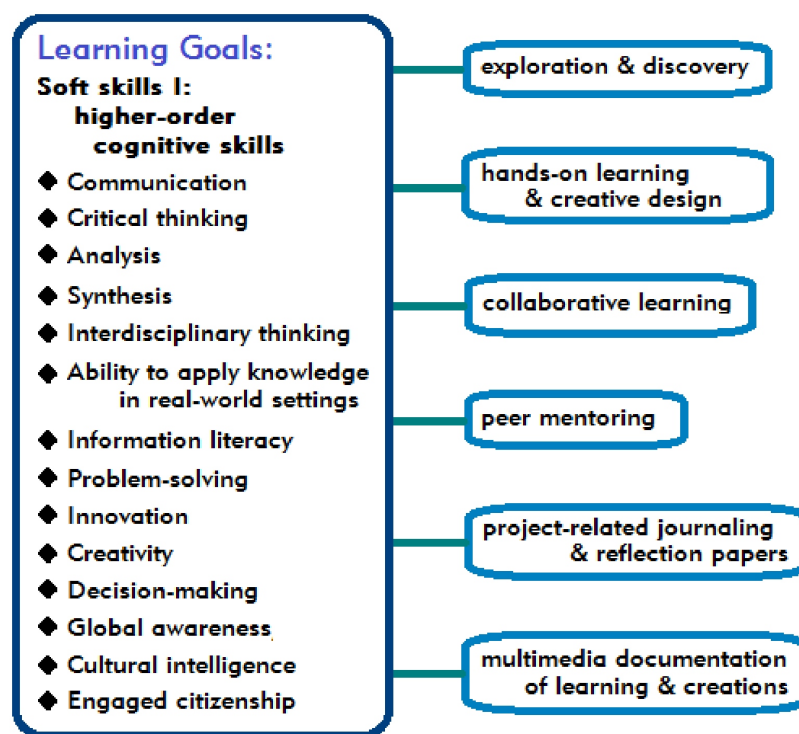 Learning Goals:
Soft skills I:
higher-order
cognitive skills
◆ Communication
◆ Critical thinking
◆ Analysis
◆ Synthesis
◆ Interdisciplinary thinking
◆ Ability to apply knowledge
in real-world settings
◆ Information literacy
◆ Problem-solving
◆ Innovation
◆ Creativity
◆ Decision-making
◆ Global awareness
◆ Cultural intelligence
◆ Engaged citizenship
exploration & discovery
hands-on learning
& creative design
collaborative learning
peer mentoring
project-related journaling
& reflection papers
multimedia documentation
of learning & creations